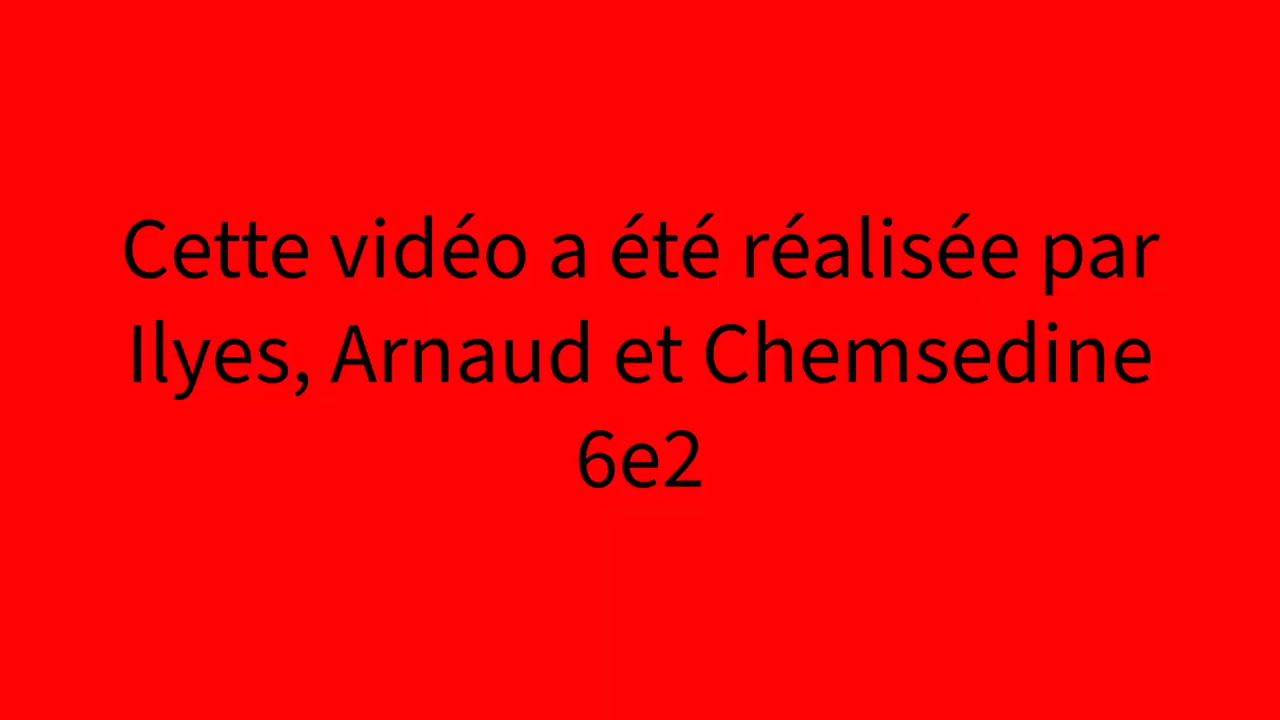 Cette vidéo a été réalisée par
Ilyes, Arnaud et Chemsedine
6e2